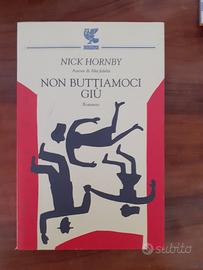 NICK HORNBY
Autore di Alta fedeltà
NON BUTTIAMOCI
GIÙ
Romanzo
subito